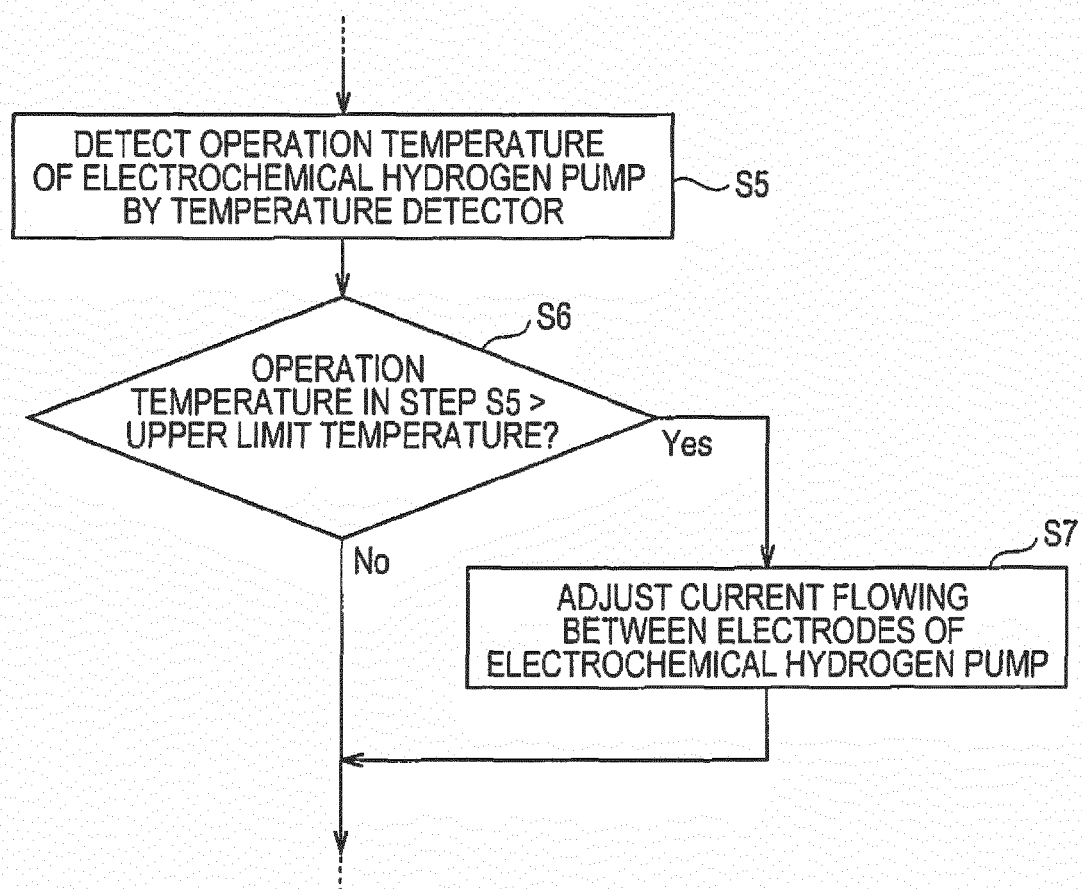 DETECT OPERATION TEMPERATURE
OF ELECTROCHEMICAL HYDROGEN PUMP
BY TEMPERATURE DETECTOR
S5
S6
OPERATION
TEMPERATURE IN STEP S5 >
UPPER LIMIT TEMPERATURE?
Yes
No
S7
ADJUST CURRENT FLOWING
BETWEEN ELECTRODES OF
ELECTROCHEMICAL HYDROGEN PUMP